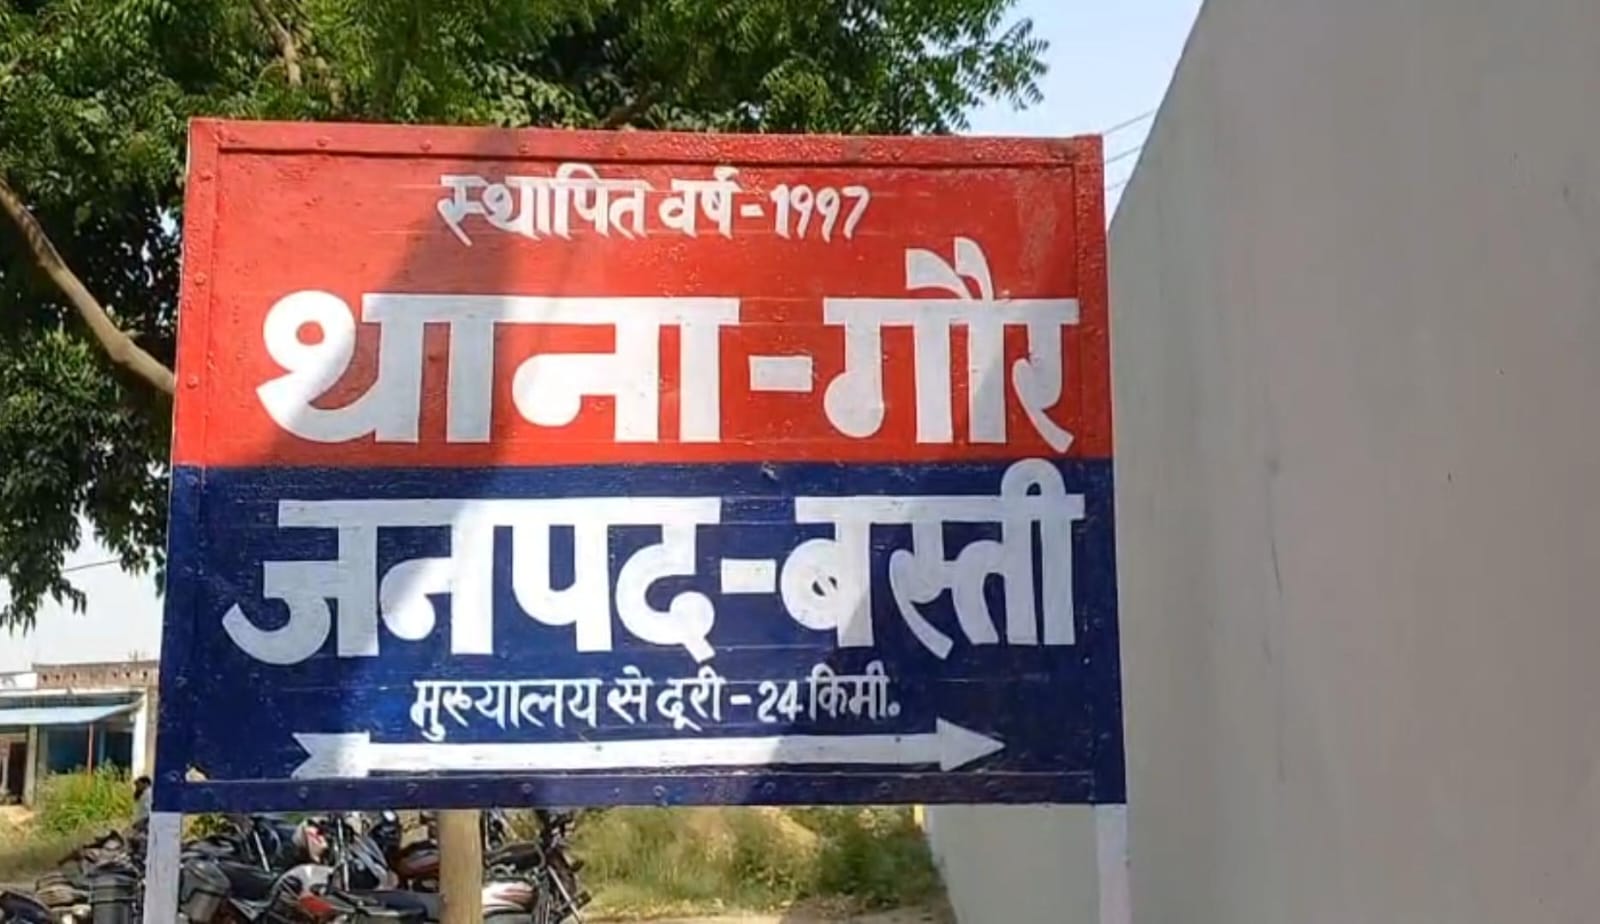 स्थापित वर्ष-1997
थाना-गौर
जनपद-बस्ती
मुख्यालय से दूरी-24 किमी.